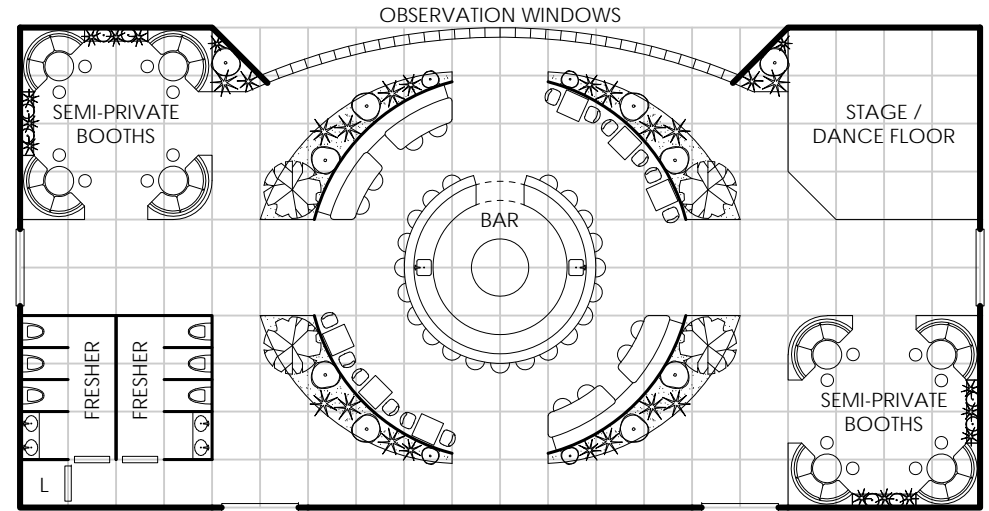 OBSERVATION WINDOWS
SEMI-PRIVATE
BOOTHS
STAGE /
DANCE FLOOR
BAR
FRESHER
FRESHER
SEMI-PRIVATE
BOOTHS
L